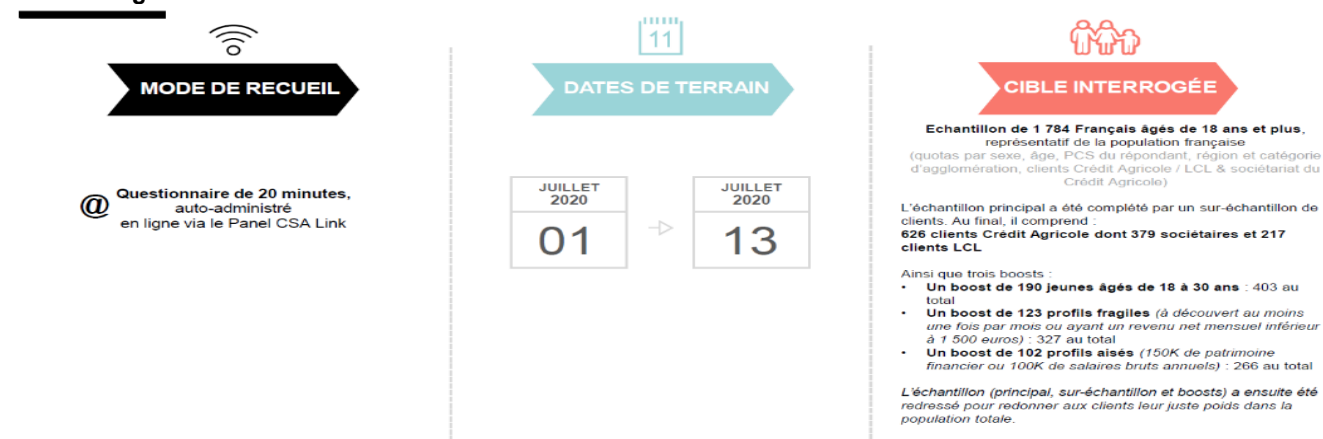 MODE DE RECUEIL
@ Questionnaire de 20 minutes,
auto-administré
en ligne via le Panel CSA Link
11
DATES DE TERRAIN
JUILLET
2020
01
JUILLET
2020
13
CIBLE INTERROGÉE
Echantillon de 1 784 Français âgés de 18 ans et plus,
représentatif de la population française
(quotas par sexe, âge, PCS du répondant, région et catégorie
d'agglomération, clients Crédit Agricole / LCL & sociétariat du
Crédit Agricole)
L'échantillon principal a été complété par un sur-échantillon de
clients. Au final, il comprend :
626 clients Crédit Agricole dont 379 sociétaires et 217
clients LCL
Ainsi que trois boosts :
• Un boost de 190 jeunes âgés de 18 à 30 ans : 403 au
total
• Un boost de 123 profils fragiles (à découvert au moins
une fois par mois ou ayant un revenu net mensuel inférieur
à 1 500 euros) : 327 au total
• Un boost de 102 profils aisés (150K de patrimoine
financier ou 100K de salaires bruts annuels) : 266 au total
L'échantillon (principal, sur-échantillon et boosts) a ensuite été
redressé pour redonner aux clients leur juste poids dans la
population totale.